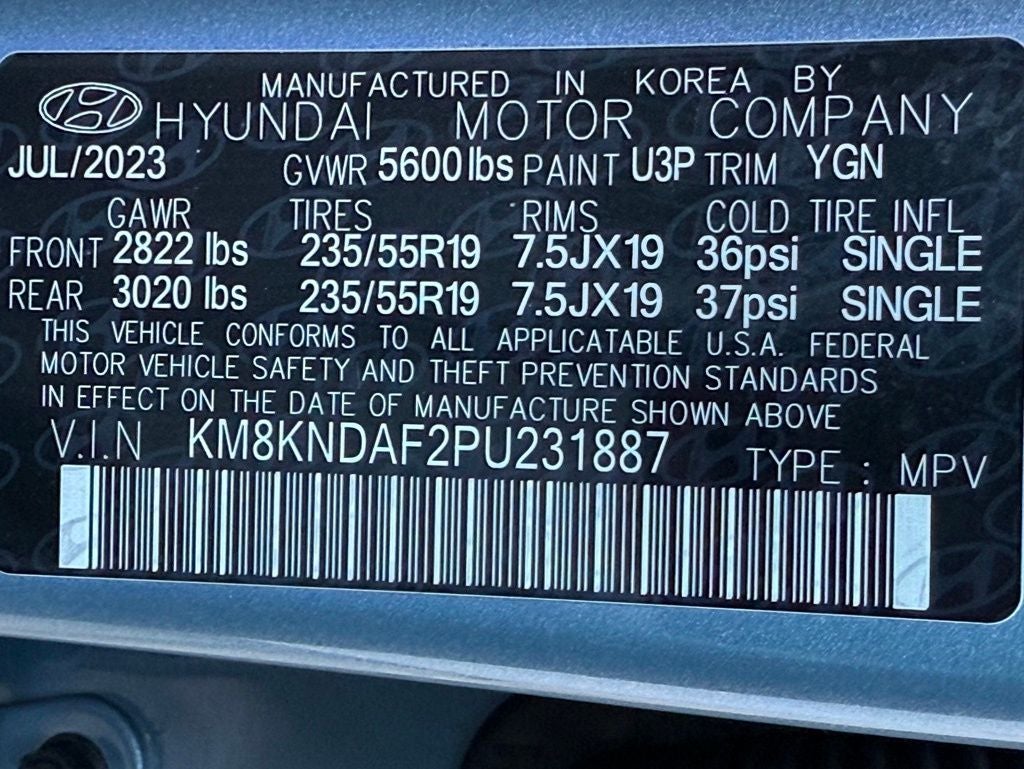 MANUFACTURED IN KOREA BY
HYUNDAI MOTOR COMPANY
JUL/2023 GVWR 5600 lbs PAINT U3P TRIM YGN
GAWR TIRES RIMS COLD TIRE INFL
FRONT 2822 lbs 235/55R19 7.5JX19 36psi SINGLE
REAR 3020 lbs 235/55R19 7.5JX19 37psi SINGLE
THIS VEHICLE CONFORMS TO ALL APPLICATABLE U.S.A. FEDERAL
MOTOR VEHICLE SAFETY AND THEFT PREVENTION STANDARDS
IN EFFECT ON THE DATE OF MANUFACTURE SHOWN ABOVE
V.I.N KM8KNDAF2PU231887 TYPE : MPV